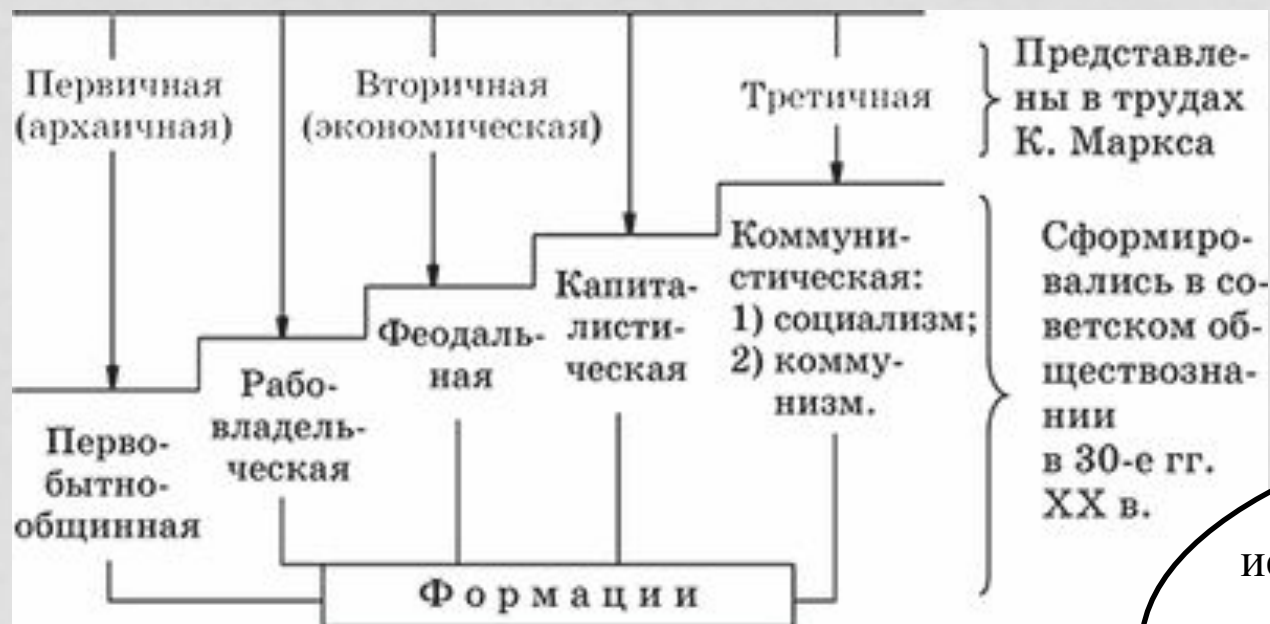 Первичная
(архаичная)
Вторичная
(экономическая)
Третичная
Представле-
ны в трудах
К. Маркса
Перво-
бытно-
общинная
Рабо-
владель-
ческая
Феодаль-
ная
Капита-
листи-
ческая
Коммуни-
стическая:
1) социализм;
2) комму-
низм.
Сформиро-
вались в со-
ветском об-
ществозна-
нии
в 30-е гг.
XX в.
Формации